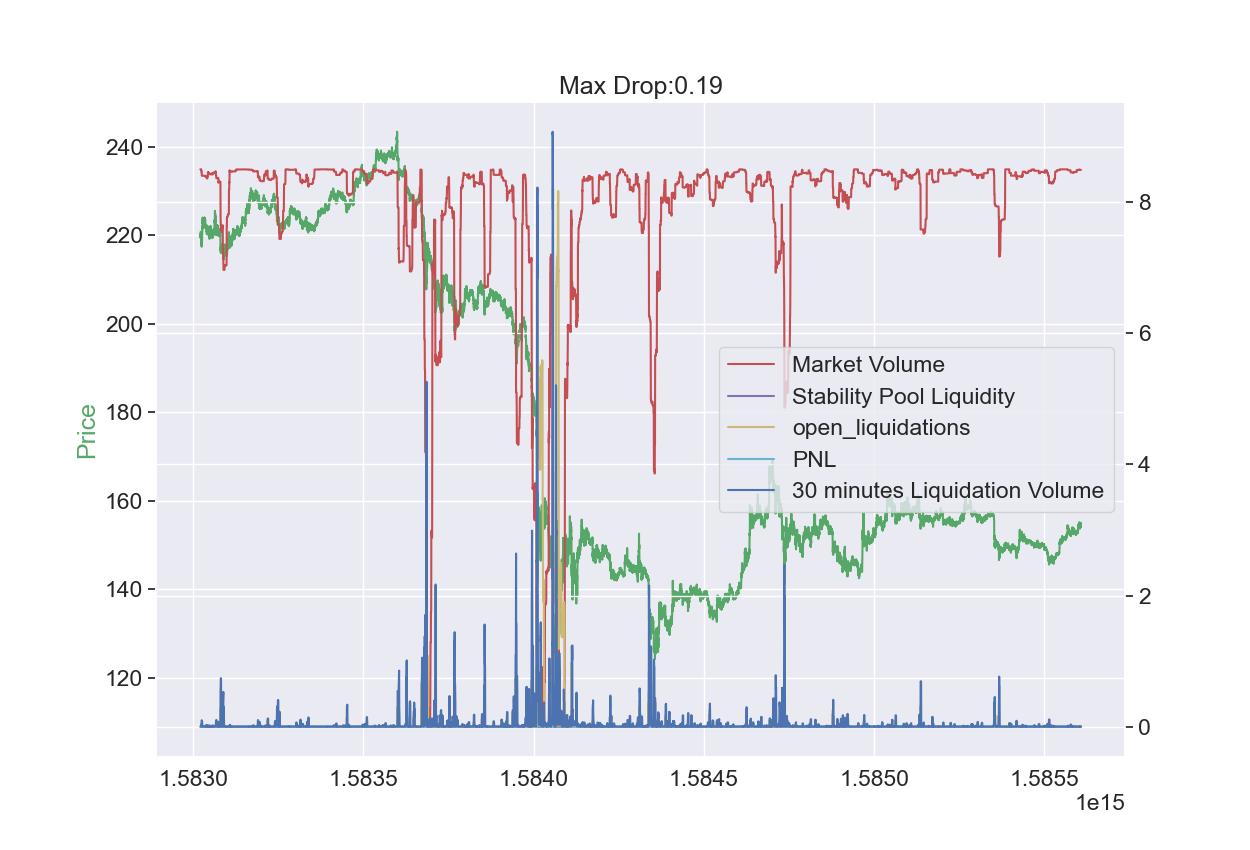 Max Drop:0.19
240
220
200
180
160
140
120
Price
8
6
4
2
0
Market Volume
Stability Pool Liquidity
open_liquidations
PNL
30 minutes Liquidation Volume
1.5830 1.5835 1.5840 1.5845 1.5850 1.5855
1e15